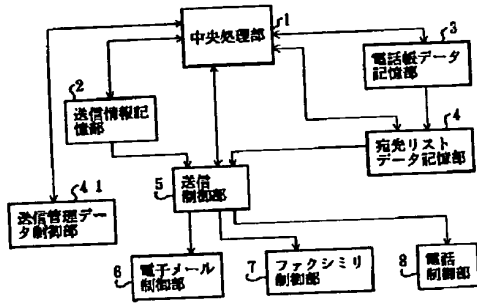 1
中央処理部
3
電話帳データ
記憶部
2
送信情報記
憶部
4
宛先リスト
データ記憶部
5
送信
制御部
4 1
送信管理データ
制御部
6
電子メール
制御部
7
ファクシミリ
制御部
8
電話
制御部